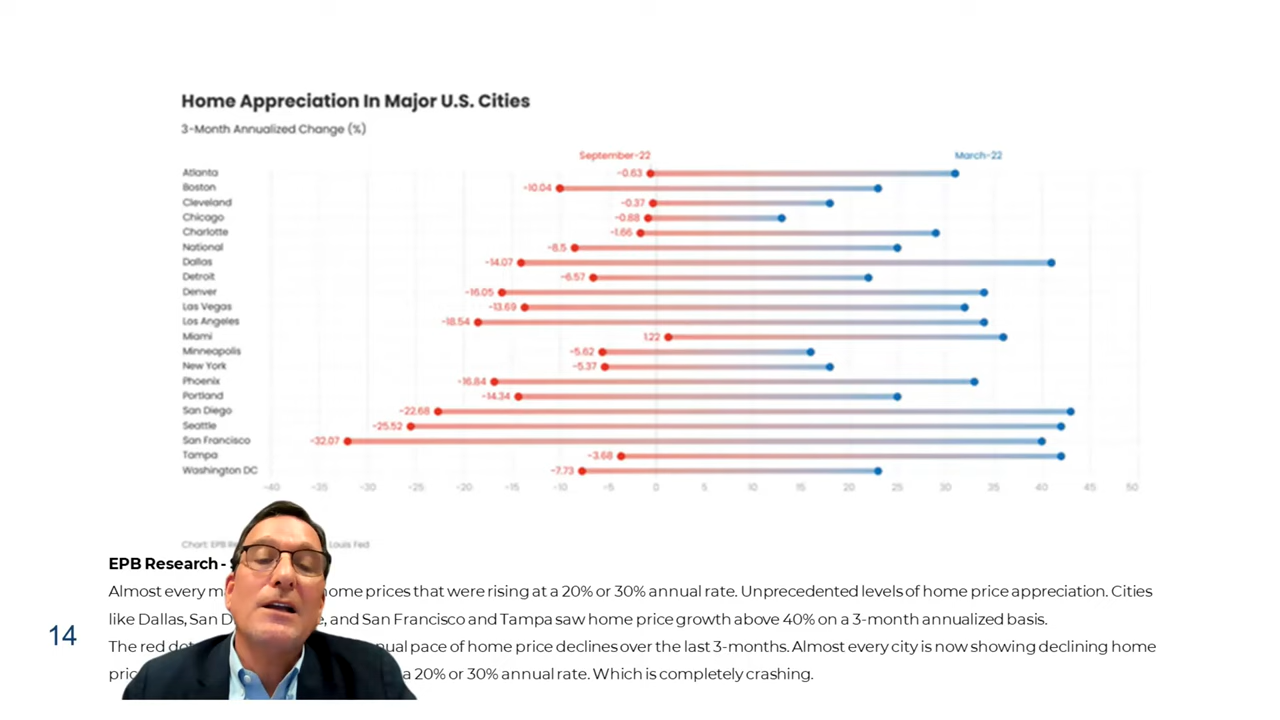 Home Appreciation In Major U.S. Cities
3-Month Annualized Change (%)
September-22 March-22
Atlanta -0.63
Boston -10.04
Cleveland -0.37
Chicago -0.88
Charlotte -1.66
National -8.5
Dallas -14.07
Detroit -6.57
Denver -16.05
Las Vegas -13.69
Los Angeles -18.54
Miami 1.22
Minneapolis -5.62
New York -5.37
Phoenix -16.84
Portland -14.34
San Diego -22.68
Seattle -25.52
San Francisco -32.07
Tampa -3.68
Washington DC -7.73
-40 -35 -30 -25 -20 -15 -10 -5 0 5 10 15 20 25 30 35 40 45 50
Chart: EPB Louis Fed
EPB Research -
Almost every home prices that were rising at a 20% or 30% annual rate. Unprecedented levels of home price appreciation. Cities
like Dallas, San and San Francisco and Tampa saw home price growth above 40% on a 3-month annualized basis.
14
The red pace of home price declines over the last 3-months. Almost every city is now showing declining home
a 20% or 30% annual rate. Which is completely crashing.